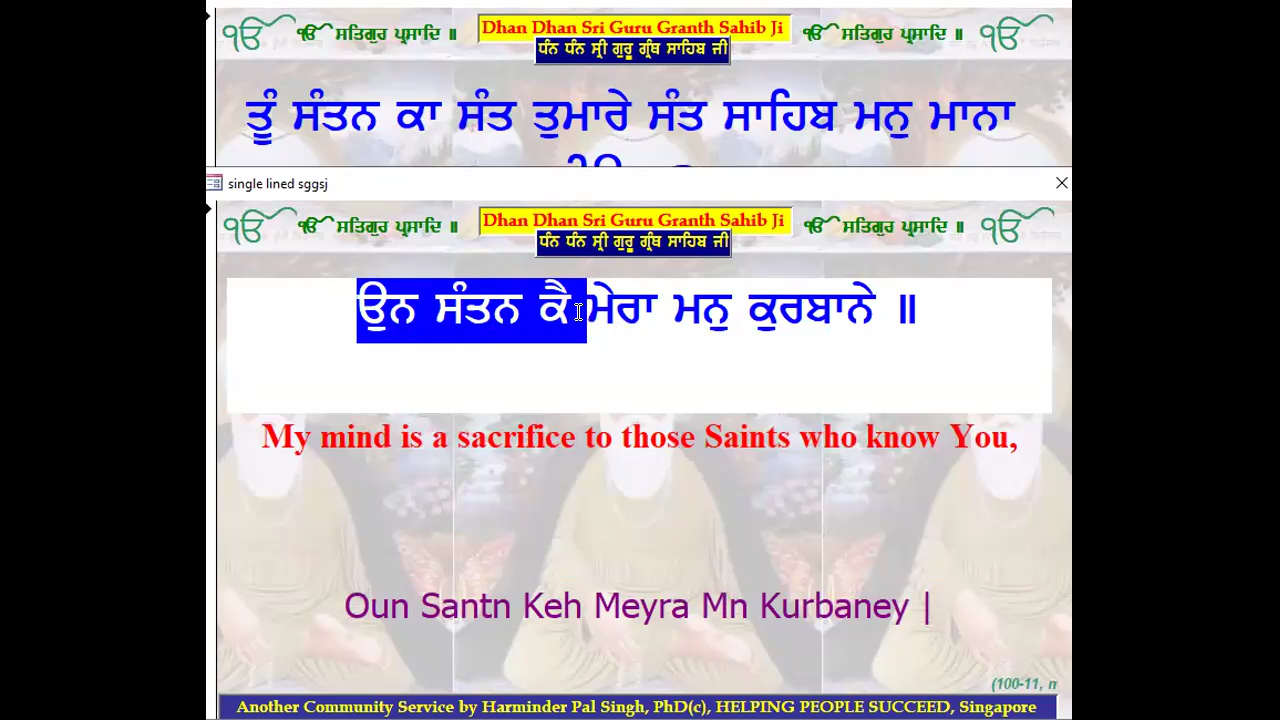 ੴ ੴ ਸਤਿਗੁਰ ਪ੍ਰਸਾਦਿ ॥ Dhan Dhan Sri Guru Granth Sahib Ji ੴ ਸਤਿਗੁਰ ਪ੍ਰਸਾਦਿ ॥ ੴ
ਧੰਨ ਧੰਨ ਸ੍ਰੀ ਗੁਰੂ ਗ੍ਰੰਥ ਸਾਹਿਬ ਜੀ
ਤੂੰ ਸੰਤਨ ਕਾ ਸੰਤ ਤੁਮਾਰੇ ਸੰਤ ਸਾਹਿਬ ਮਨੁ ਮਾਨਾ
single lined sggsj
ੴ ੴ ਸਤਿਗੁਰ ਪ੍ਰਸਾਦਿ ॥ Dhan Dhan Sri Guru Granth Sahib Ji ੴ ਸਤਿਗੁਰ ਪ੍ਰਸਾਦਿ ॥ ੴ
ਧੰਨ ਧੰਨ ਸ੍ਰੀ ਗੁਰੂ ਗ੍ਰੰਥ ਸਾਹਿਬ ਜੀ
ਉਨ ਸੰਤਨ ਕੈ ਮੇਰਾ ਮਨੁ ਕੁਰਬਾਨੇ ॥
My mind is a sacrifice to those Saints who know You,
Oun Santn Keh Meyra Mn Kurbaney |
(100-11, m
Another Community Service by Harminder Pal Singh, PhD(c), HELPING PEOPLE SUCCEED, Singapore